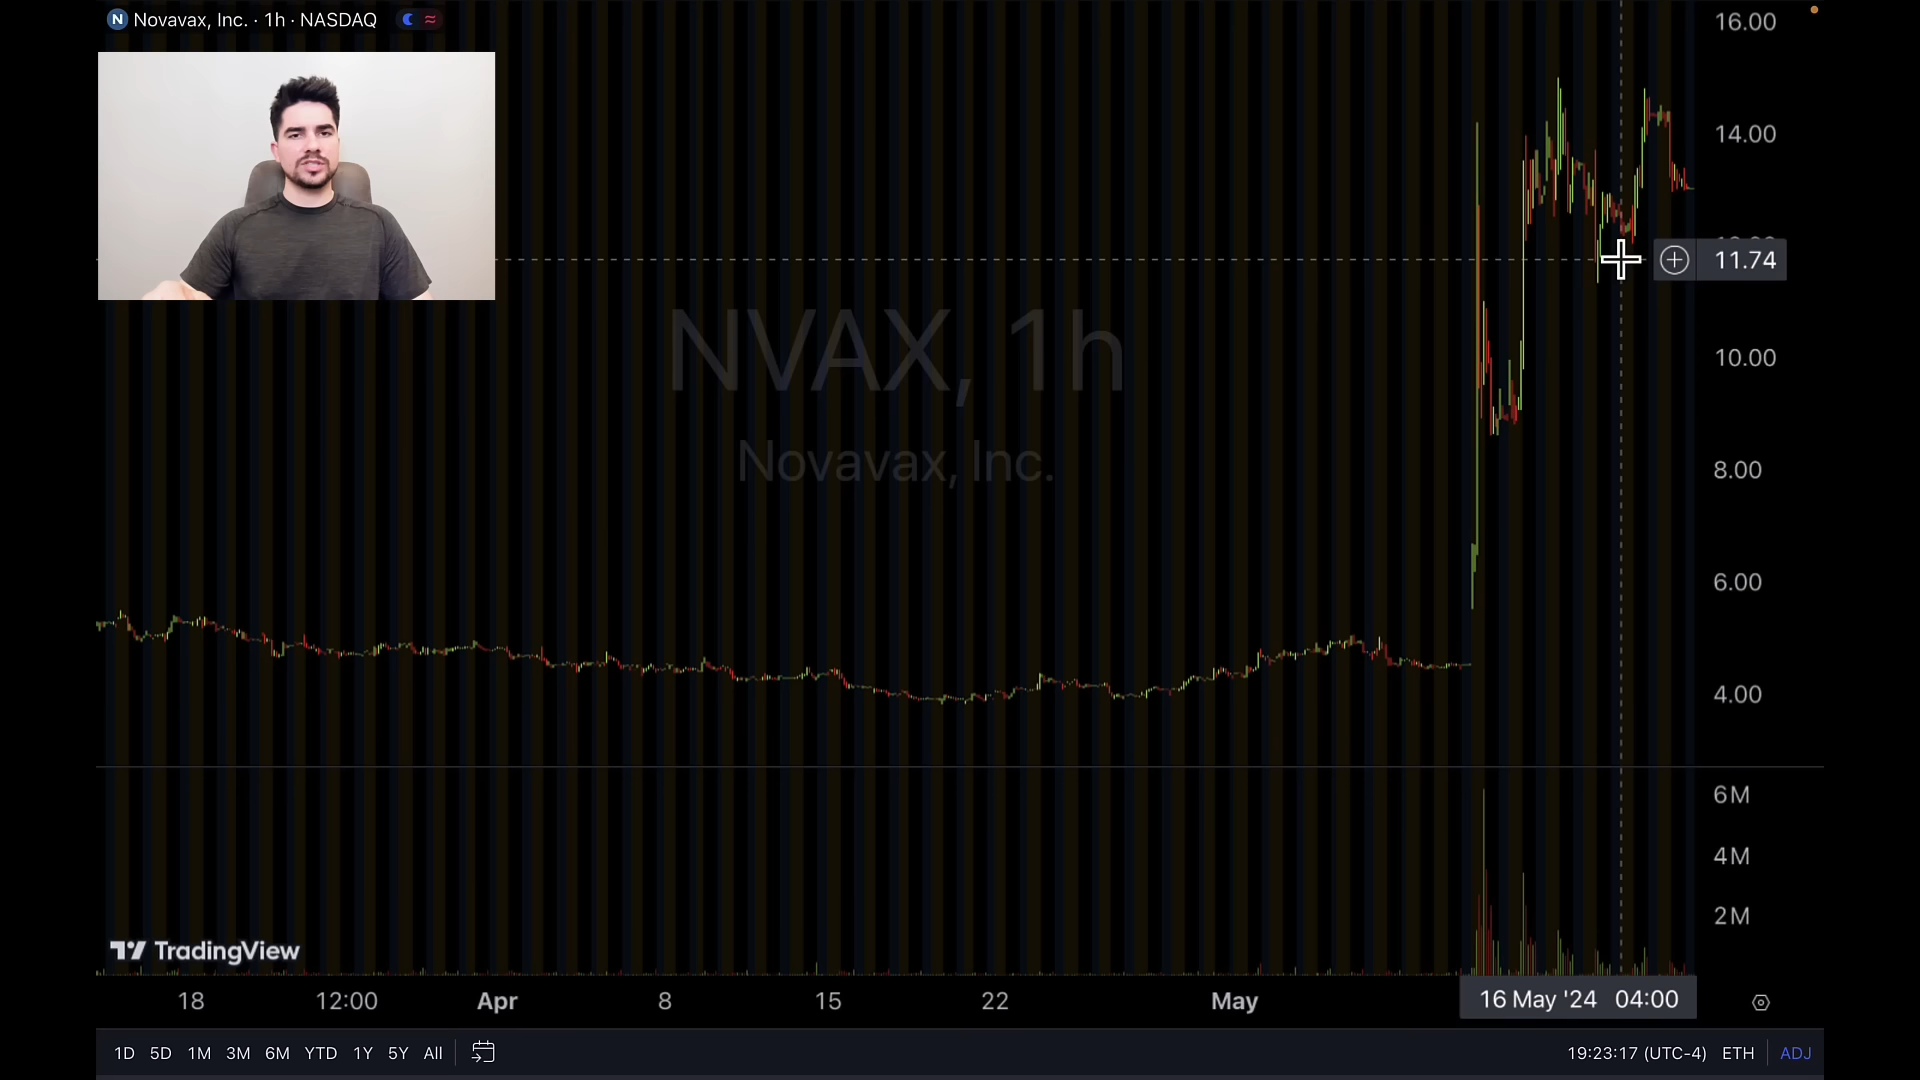 N Novavax, Inc. · 1h · NASDAQ
16.00
14.00
11.74
10.00
8.00
6.00
4.00
NVAX, 1h
Novavax, Inc.
6M
4M
2M
TradingView
18 12:00 Apr 8 15 22 May 16 May '24 04:00
1D 5D 1M 3M 6M YTD 1Y 5Y All 19:23:17 (UTC-4) ETH ADJ